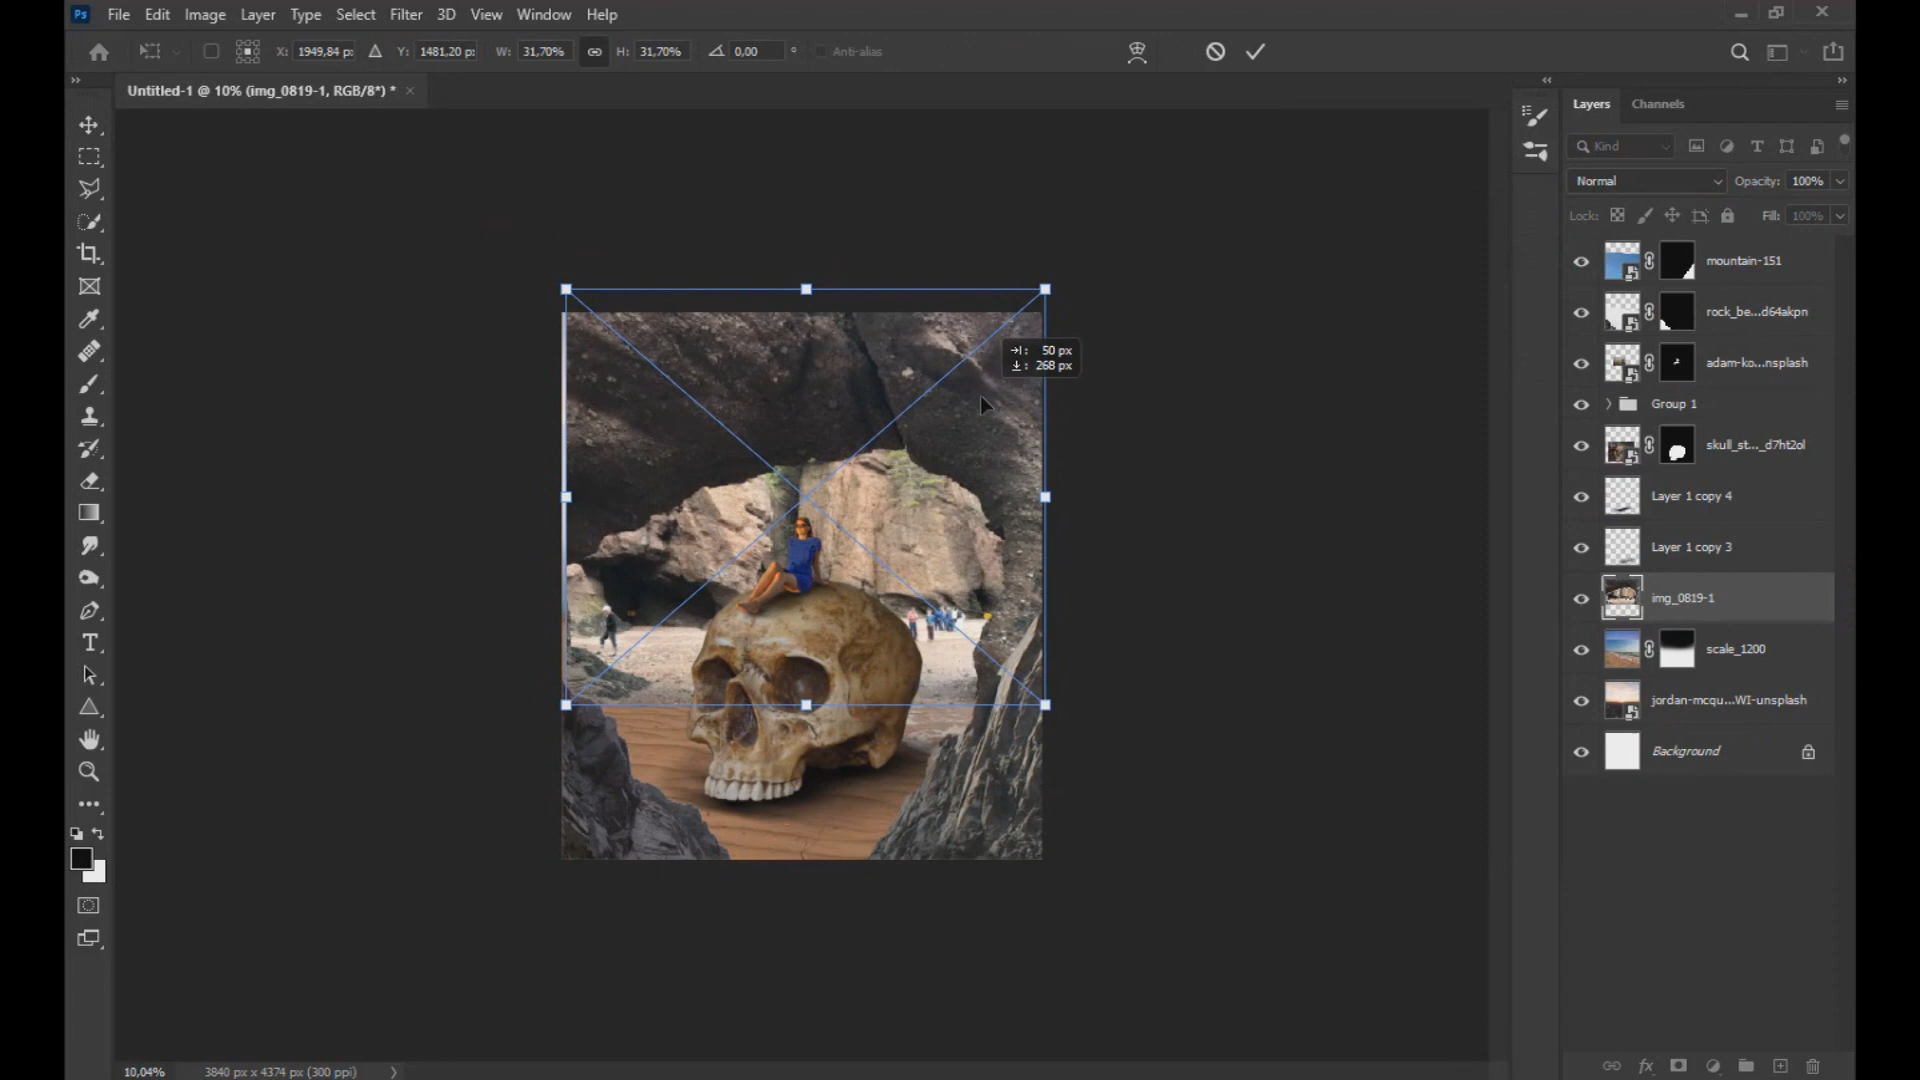 Ps File Edit Image Layer Type Select Filter 3D View Window Help
X: 1949,84 p: Y: 1481,20 p: W: 31,70% H: 31,70% 0,00 ° Anti-alias
Untitled-1 @ 10% (img_0819-1, RGB/8*) * ×
Layers Channels
Kind
Normal Opacity: 100%
Lock: Fill: 100%
mountain-151
rock_be...d64akpn
adam-ko...nsplash
Group 1
skull_st..._d7ht2ol
Layer 1 copy 4
Layer 1 copy 3
img_0819-1
scale_1200
jordan-mcqu...WI-unsplash
Background
50 px
268 px
10,04% 3840 px x 4374 px (300 ppi)